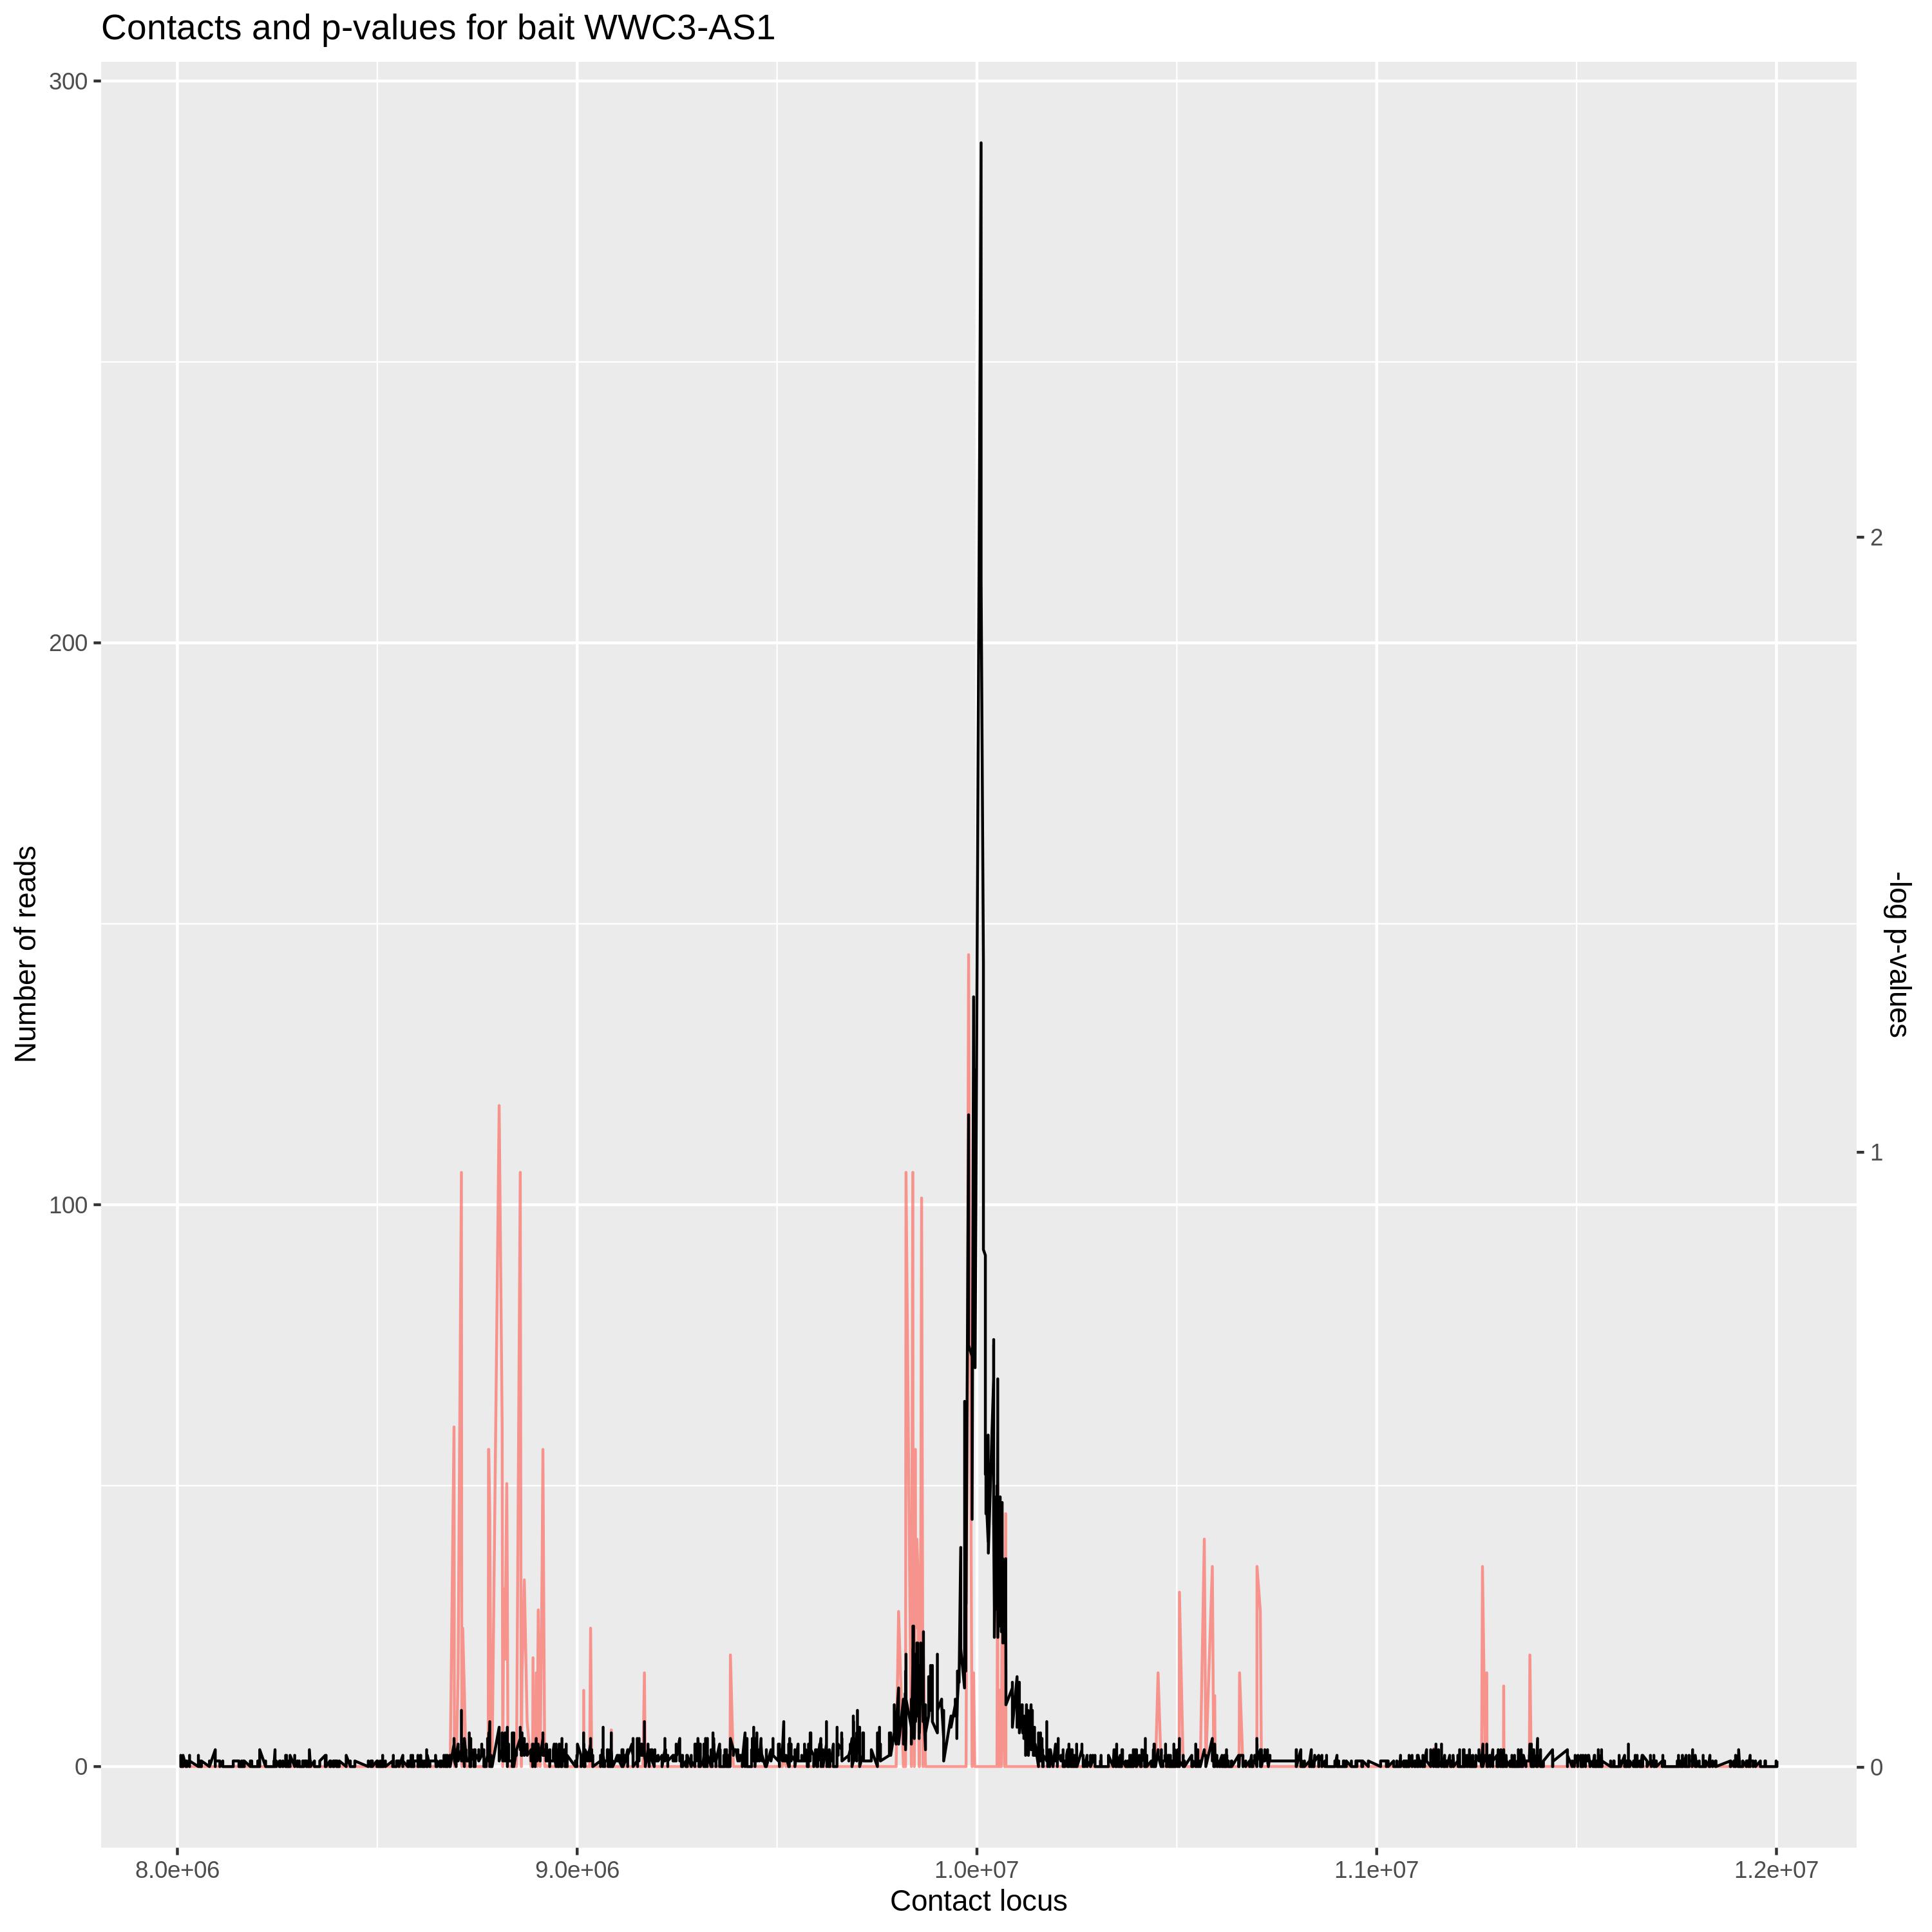 Contacts and p-values for bait WWC3-AS1
300
200
100
0
Number of reads
2
1
0
-log p-values
8.0e+06 9.0e+06 1.0e+07 1.1e+07 1.2e+07
Contact locus